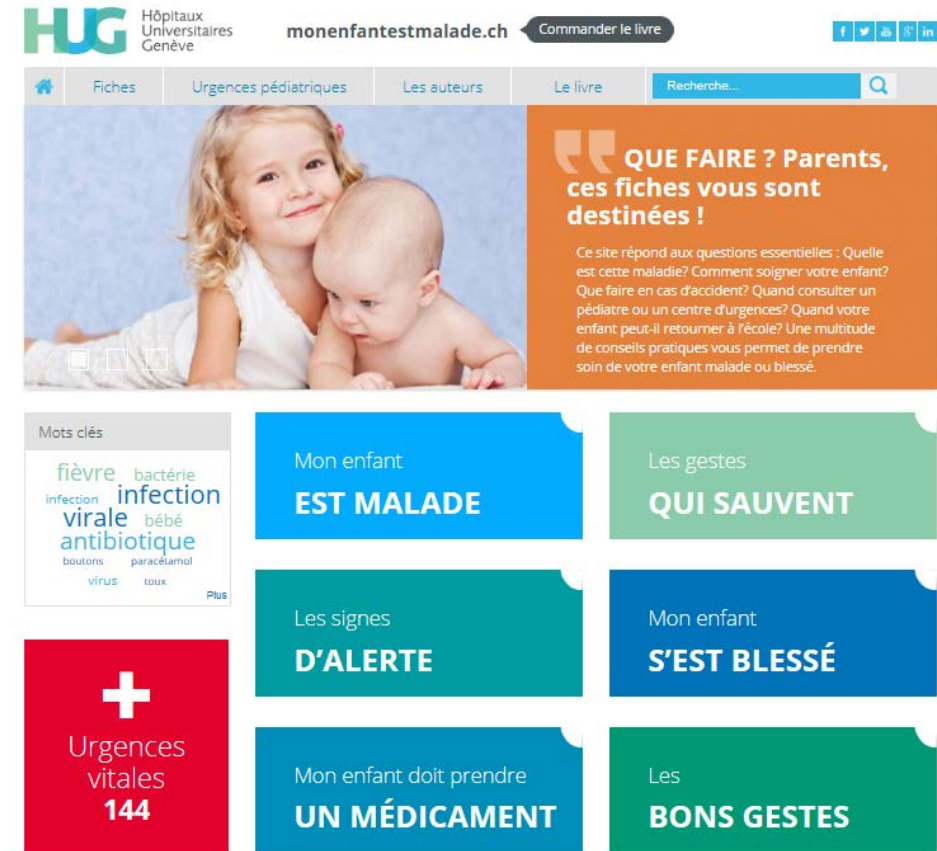 HUG
Hôpitaux
Universitaires
Genève
monenfantestmalade.ch
Commander le livre
Fiches
Urgences pédiatriques
Les auteurs
Le livre
Recherche...
QUE FAIRE ? Parents,
ces fiches vous sont
destinées !
Ce site répond aux questions essentielles : Quelle
est cette maladie? Comment soigner votre enfant?
Que faire en cas d'accident? Quand consulter un
pédiatre ou un centre d'urgences? Quand votre
enfant peut-il retourner à l'école? Une multitude
de conseils pratiques vous permet de prendre
soin de votre enfant malade ou blessé.
Mots clés
fièvre bactérie
infection infection
virale bébé
antibiotique
boutons paracétamol
virus toux
Plus
Urgences
vitales
144
Mon enfant
EST MALADE
Les gestes
QUI SAUVENT
Les signes
D'ALERTE
Mon enfant
S'EST BLESSÉ
Mon enfant doit prendre
UN MÉDICAMENT
Les
BONS GESTES